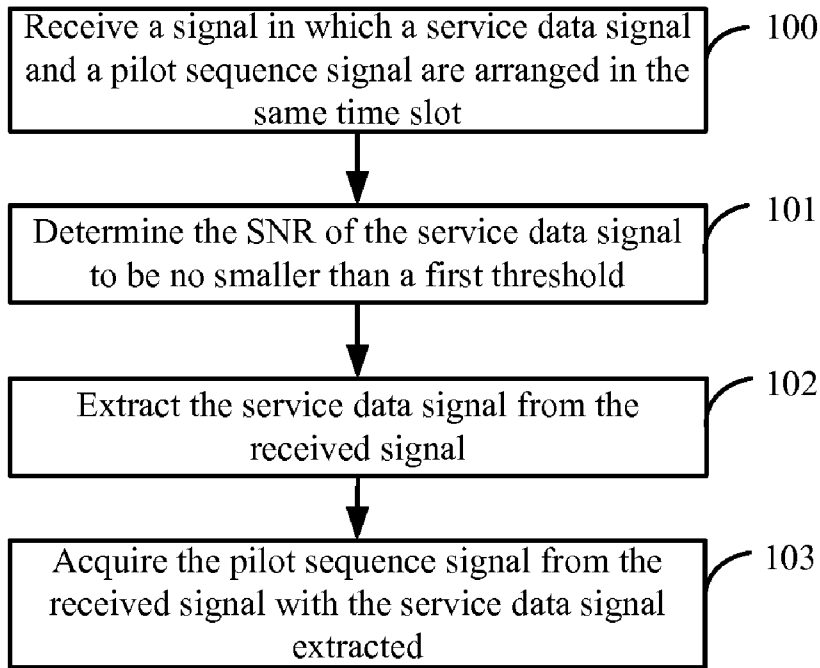 Receive a signal in which a service data signal
and a pilot sequence signal are arranged in the
same time slot
100
Determine the SNR of the service data signal
to be no smaller than a first threshold
101
Extract the service data signal from the
received signal
102
Acquire the pilot sequence signal from the
received signal with the service data signal
extracted
103